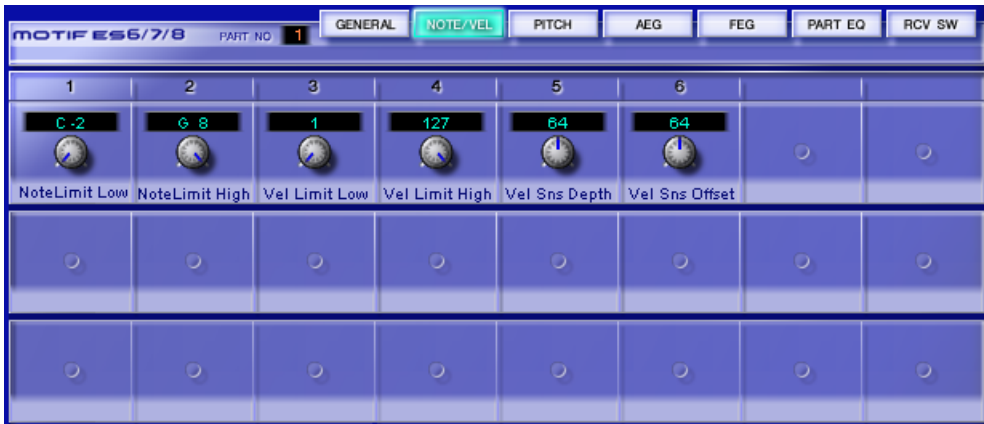 GENERAL NOTE/VEL PITCH AEG FEG PART EQ RCV SW
MOTIF ES6/7/8 PART NO 1
1 2 3 4 5 6
C -2 G 8 1 127 64 64
NoteLimit Low NoteLimit High Vel Limit Low Vel Limit High Vel Sns Depth Vel Sns Offset